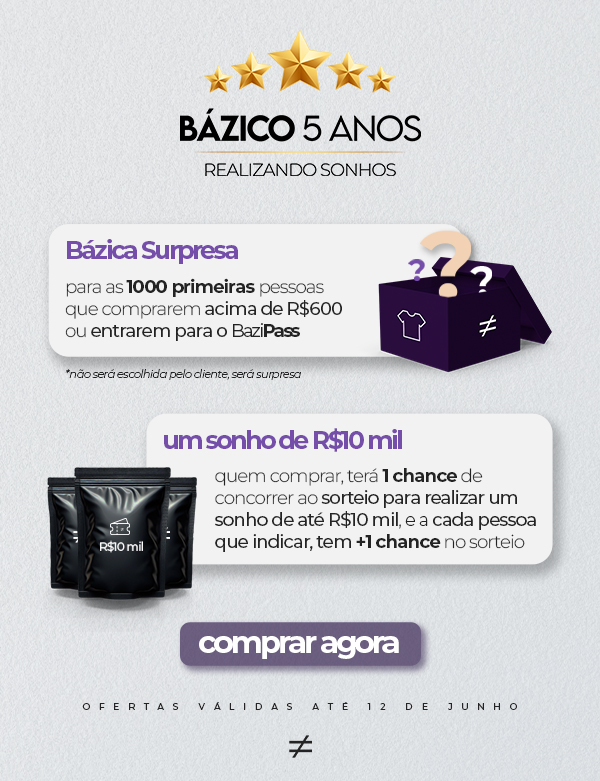 BÁZICO 5 ANOS
REALIZANDO SONHOS
Bázica Surpresa
para as 1000 primeiras pessoas
que comprarem acima de R$600
ou entrarem para o BaziPass
*não será escolhida pelo cliente, será surpresa
? ? ?
≠
um sonho de R$10 mil
quem comprar, terá 1 chance de
concorrer ao sorteio para realizar um
sonho de até R$10 mil, e a cada pessoa
que indicar, tem +1 chance no sorteio
R$10 mil
comprar agora
OFERTAS VÁLIDAS ATÉ 12 DE JUNHO
≠